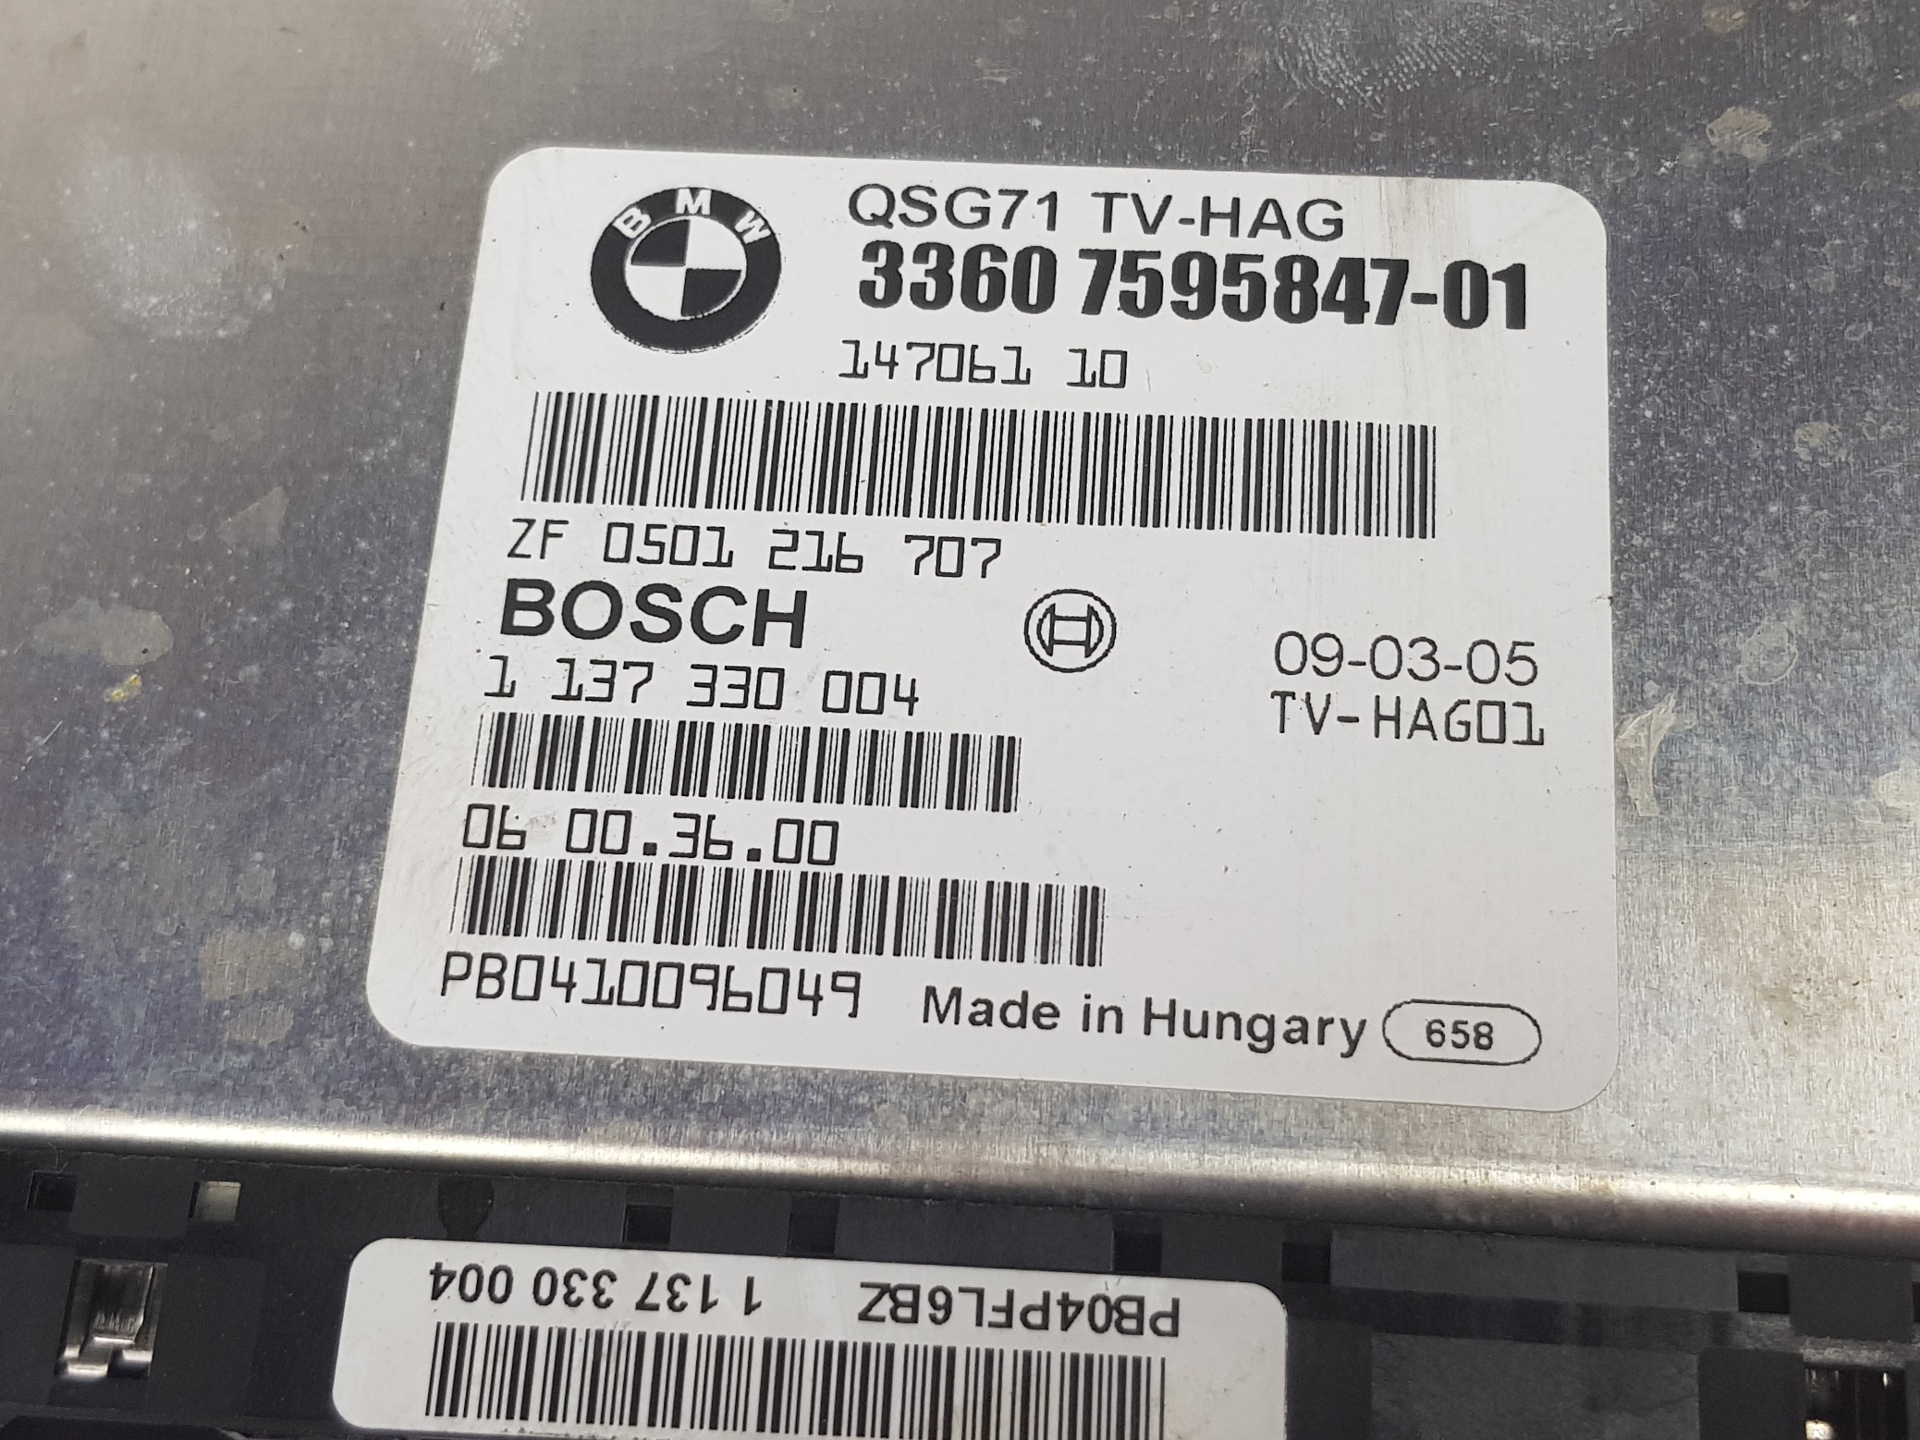 BMW
QSG71 TV-HAG
3360 7595847-01
147061 10
ZF 0501 216 707
BOSCH
1 137 330 004
09-03-05
TV-HAG01
06 00.36.00
PB0410096049
Made in Hungary 658
PB04PFL6BZ 1 137 330 004